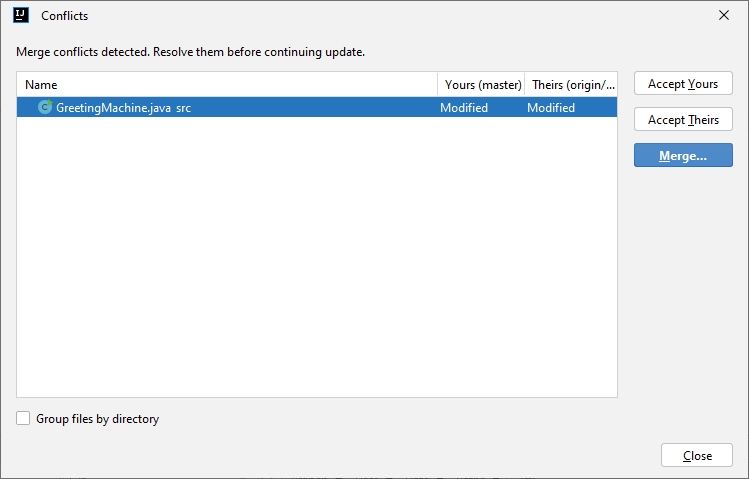 IJ
Conflicts
Merge conflicts detected. Resolve them before continuing update.
Name Yours (master) Theirs (origin/...
C GreetingMachine.java src Modified Modified
Accept Yours
Accept Theirs
Merge...
Group files by directory
Close